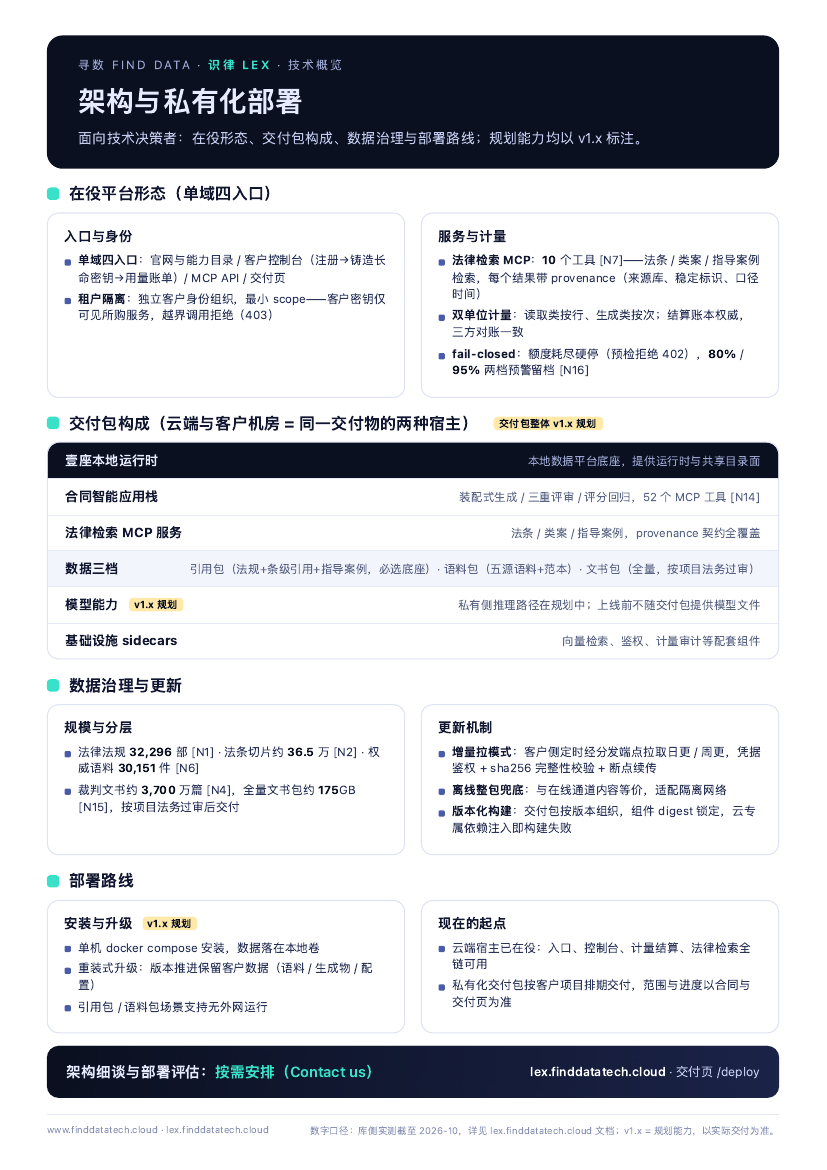 寻数 FIND DATA · 识律 LEX · 技术概览
架构与私有化部署
面向技术决策者：在役形态、交付包构成、数据治理与部署路线；规划能力均以 v1.x 标注。
在役平台形态（单域四入口）
入口与身份
单域四入口：官网与能力目录 / 客户控制台（注册→铸造长
命密钥→用量账单）/ MCP API / 交付页
租户隔离：独立客户身份组织，最小 scope——客户密钥仅
可见所购服务，越界调用拒绝（403）
服务与计量
法律检索 MCP：10 个工具 [N7]——法条 / 类案 / 指导案例
检索，每个结果带 provenance（来源库、稳定标识、口径
时间）
双单位计量：读取类按行、生成类按次；结算账本权威，
三方对账一致
fail-closed：额度耗尽硬停（预检拒绝 402），80% /
95% 两档预警留档 [N16]
交付包构成（云端与客户机房 = 同一交付物的两种宿主） 交付包整体 v1.x 规划
壹座本地运行时 本地数据平台底座，提供运行时与共享目录面
合同智能应用栈 装配式生成 / 三重评审 / 评分回归，52 个 MCP 工具 [N14]
法律检索 MCP 服务 法条 / 类案 / 指导案例，provenance 契约全覆盖
数据三档 引用包（法规+条级引用+指导案例，必选底座）· 语料包（五源语料+范本）· 文书包（全量，按项目法务过审）
模型能力 v1.x 规划 私有侧推理路径在规划中；上线前不随交付包提供模型文件
基础设施 sidecars 向量检索、鉴权、计量审计等配套组件
数据治理与更新
规模与分层
法律法规 32,296 部 [N1] · 法条切片约 36.5 万 [N2] · 权
威语料 30,151 件 [N6]
裁判文书约 3,700 万篇 [N4]，全量文书包约 175GB
[N15]，按项目法务过审后交付
更新机制
增量拉模式：客户侧定时经分发端点拉取日更 / 周更，凭据
鉴权 + sha256 完整性校验 + 断点续传
离线整包兜底：与在线通道内容等价，适配隔离网络
版本化构建：交付包按版本组织，组件 digest 锁定，云专
属依赖注入即构建失败
部署路线
安装与升级 v1.x 规划
单机 docker compose 安装，数据落在本地卷
重装式升级：版本推进保留客户数据（语料 / 生成物 / 配
置）
引用包 / 语料包场景支持无外网运行
现在的起点
云端宿主已在役：入口、控制台、计量结算、法律检索全
链可用
私有化交付包按客户项目排期交付，范围与进度以合同与
交付页为准
架构细谈与部署评估：按需安排（Contact us） lex.finddatatech.cloud · 交付页 /deploy
www.finddatatech.cloud · lex.finddatatech.cloud 数字口径：库侧实测截至 2026-10，详见 lex.finddatatech.cloud 文档；v1.x = 规划能力，以实际交付为准。